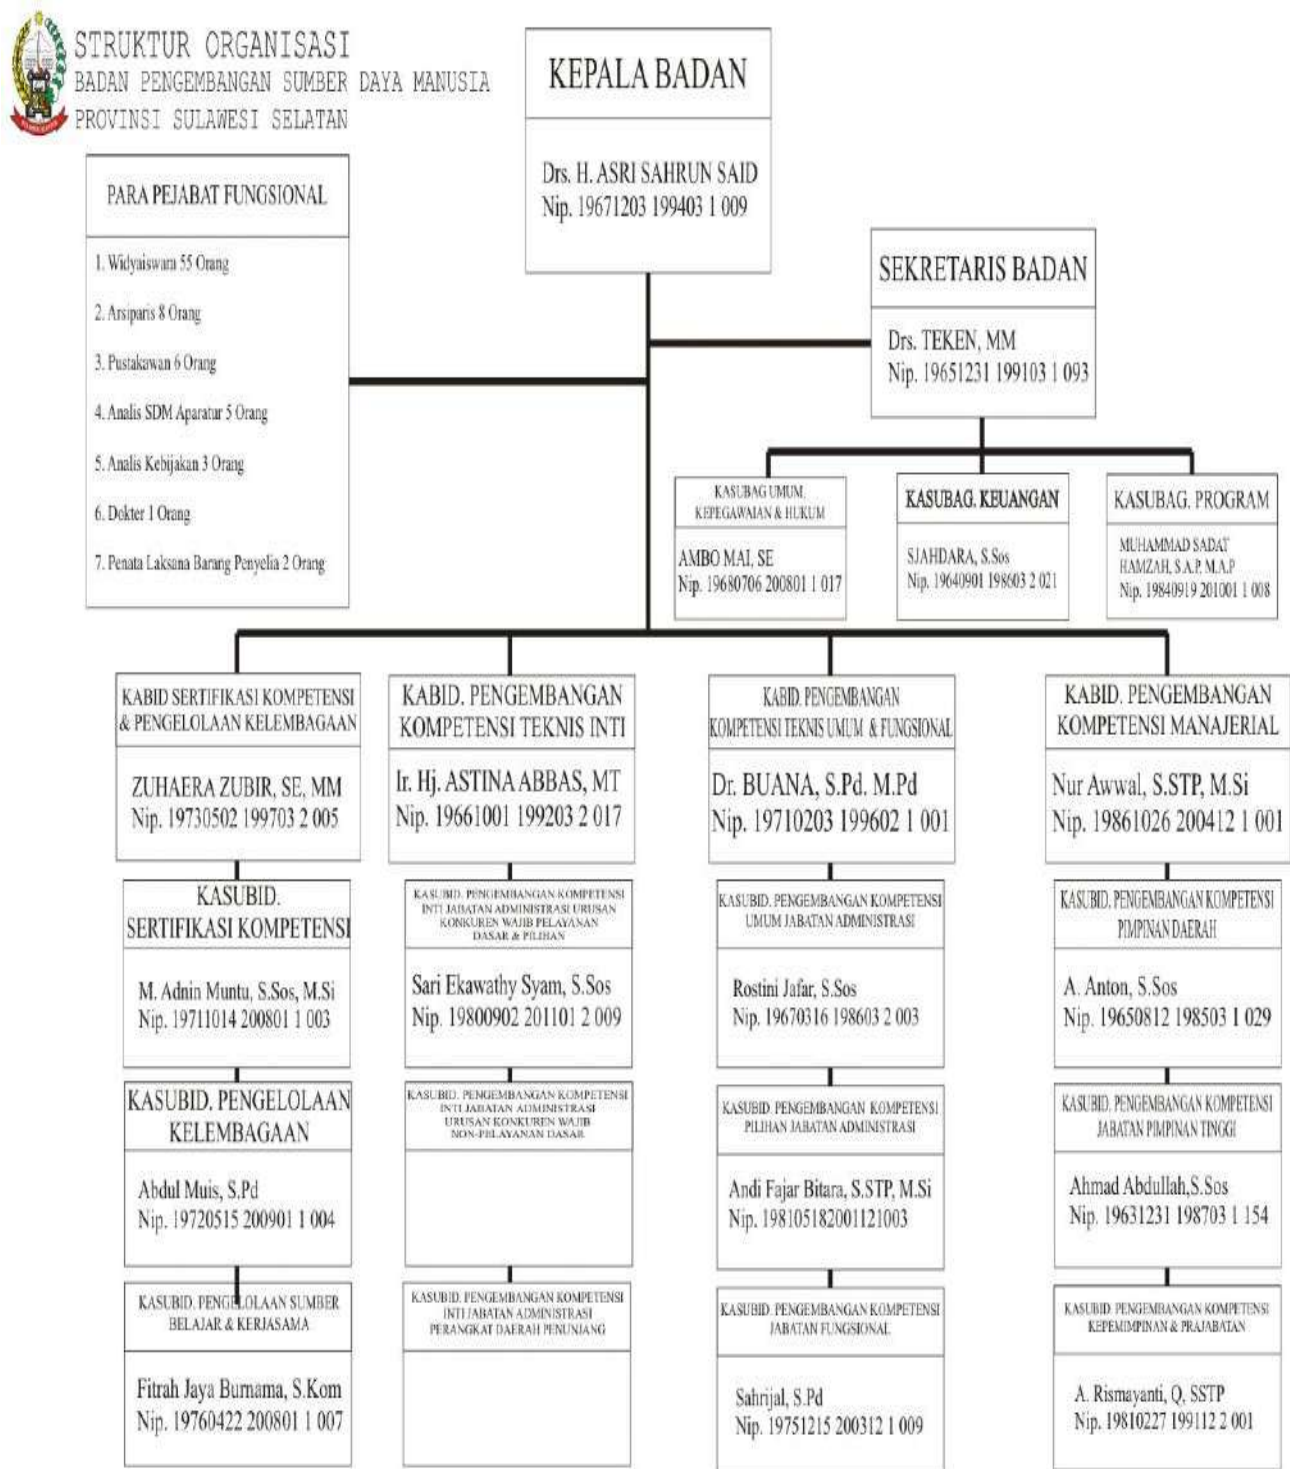 STRUKTUR ORGANISASI
BADAN PENGEMBANGAN SUMBER DAYA MANUSIA
PROVINSI SULAWESI SELATAN
KEPALA BADAN
Drs. H. ASRI SAHRUN SAID
Nip. 19671203 199403 1 009
PARA PEJABAT FUNGSIONAL
1. Widyaiswara 55 Orang
2. Arsiparis 8 Orang
3. Pustakawan 6 Orang
4. Analis SDM Aparatur 5 Orang
5. Analis Kebijakan 3 Orang
6. Dokter 1 Orang
7. Penata Laksana Barang Penyelia 2 Orang
SEKRETARIS BADAN
Drs. TEKEN, MM
Nip. 19651231 199103 1 093
KASUBAG UMUM,
KEPEGAWAIAN & HUKUM
AMBO MAI, SE
Nip. 19680706 200801 1 017
KASUBAG. KEUANGAN
SJAHDARA, S.Sos
Nip. 19640901 198603 2 021
KASUBAG. PROGRAM
MUHAMMAD SADAT
HAMZAH, S.A.P. M.A.P
Nip. 19840919 201001 1 008
KABID SERTIFIKASI KOMPETENSI
& PENGELOLAAN KELEMBAGAAN
ZUHAERA ZUBIR, SE, MM
Nip. 19730502 199703 2 005
KASUBID.
SERTIFIKASI KOMPETENSI
M. Adnin Muntu, S.Sos, M.Si
Nip. 19711014 200801 1 003
KASUBID. PENGELOLAAN
KELEMBAGAAN
Abdul Muis, S.Pd
Nip. 19720515 200901 1 004
KASUBID. PENGELOLAAN SUMBER
BELAJAR & KERJASAMA
Fitrah Jaya Burnama, S.Kom
Nip. 19760422 200801 1 007
KABID. PENGEMBANGAN
KOMPETENSI TEKNIS INTI
Ir. Hj. ASTINA ABBAS, MT
Nip. 19661001 199203 2 017
KASUBID. PENGEMBANGAN KOMPETENSI
INTI JABATAN ADMINISTRASI URUSAN
KONKUREN WAJIB PELAYANAN
DASAR & PILIHAN
Sari Ekawathy Syam, S.Sos
Nip. 19800902 201101 2 009
KASUBID. PENGEMBANGAN KOMPETENSI
INTI JABATAN ADMINISTRASI
URUSAN KONKUREN WAJIB
NON-PELAYANAN DASAR
KASUBID. PENGEMBANGAN KOMPETENSI
INTI JABATAN ADMINISTRASI
PERANGKAT DAERAH PENUNJANG
KABID. PENGEMBANGAN
KOMPETENSI TEKNIS UMUM & FUNGSIONAL
Dr. BUANA, S.Pd. M.Pd
Nip. 19710203 199602 1 001
KASUBID. PENGEMBANGAN KOMPETENSI
UMUM JABATAN ADMINISTRASI
Rostini Jafar, S.Sos
Nip. 19670316 198603 2 003
KASUBID. PENGEMBANGAN KOMPETENSI
PILIHAN JABATAN ADMINISTRASI
Andi Fajar Bitara, S.STP, M.Si
Nip. 198105182001121003
KASUBID. PENGEMBANGAN KOMPETENSI
JABATAN FUNGSIONAL
Sahrijal, S.Pd
Nip. 19751215 200312 1 009
KABID. PENGEMBANGAN
KOMPETENSI MANAJERIAL
Nur Awwal, S.STP, M.Si
Nip. 19861026 200412 1 001
KASUBID. PENGEMBANGAN KOMPETENSI
PIMPINAN DAERAH
A. Anton, S.Sos
Nip. 19650812 198503 1 029
KASUBID. PENGEMBANGAN KOMPETENSI
JABATAN PIMPINAN TINGGI
Ahmad Abdullah,S.Sos
Nip. 19631231 198703 1 154
KASUBID. PENGEMBANGAN KOMPETENSI
KEPEMIMPINAN & PRAJABATAN
A. Rismayanti, Q, SSTP
Nip. 19810227 199112 2 001